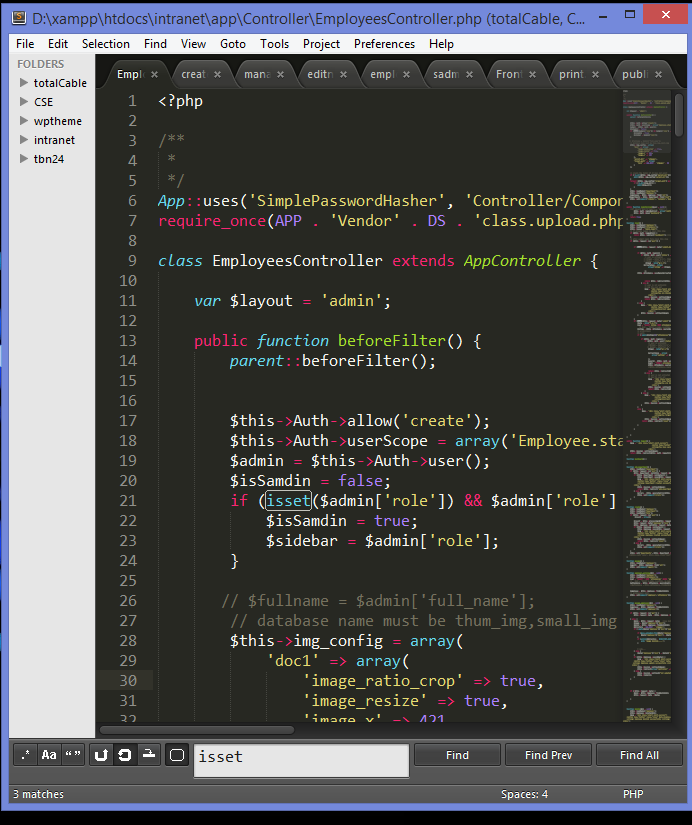 D:\xampp\htdocs\intranet\app\Controller\EmployeesController.php (totalCable, C...
File Edit Selection Find View Goto Tools Project Preferences Help
FOLDERS
totalCable
CSE
wptheme
intranet
tbn24
Empl × creat × mana × editn × empl × sadm × Front × print × publi ×
1 <?php
2
3 /**
4 *
5 */
6 App::uses('SimplePasswordHasher', 'Controller/Compon
7 require_once(APP . 'Vendor' . DS . 'class.upload.php
8
9 class EmployeesController extends AppController {
10
11 var $layout = 'admin';
12
13 public function beforeFilter() {
14 parent::beforeFilter();
15
16
17 $this->Auth->allow('create');
18 $this->Auth->userScope = array('Employee.sta
19 $admin = $this->Auth->user();
20 $isSamdin = false;
21 if (isset($admin['role']) && $admin['role']
22 $isSamdin = true;
23 $sidebar = $admin['role'];
24 }
25
26 // $fullname = $admin['full_name'];
27 // database name must be thum_img,small_img
28 $this->img_config = array(
29 'doc1' => array(
30 'image_ratio_crop' => true,
31 'image_resize' => true,
32 'image_x' => 421
.* Aa “ ” isset Find Find Prev Find All
3 matches Spaces: 4 PHP